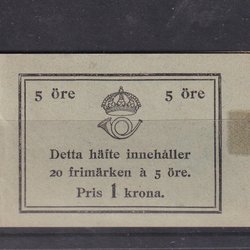 5 öre 5 öre
Detta häfte innehåller
20 frimärken à 5 öre.
Pris 1 krona.